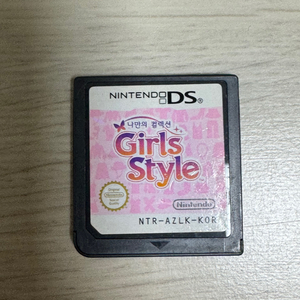 NINTENDO DS
나만의 컬렉션
Girls
Style
Nintendo
NTR-AZLK-KOR